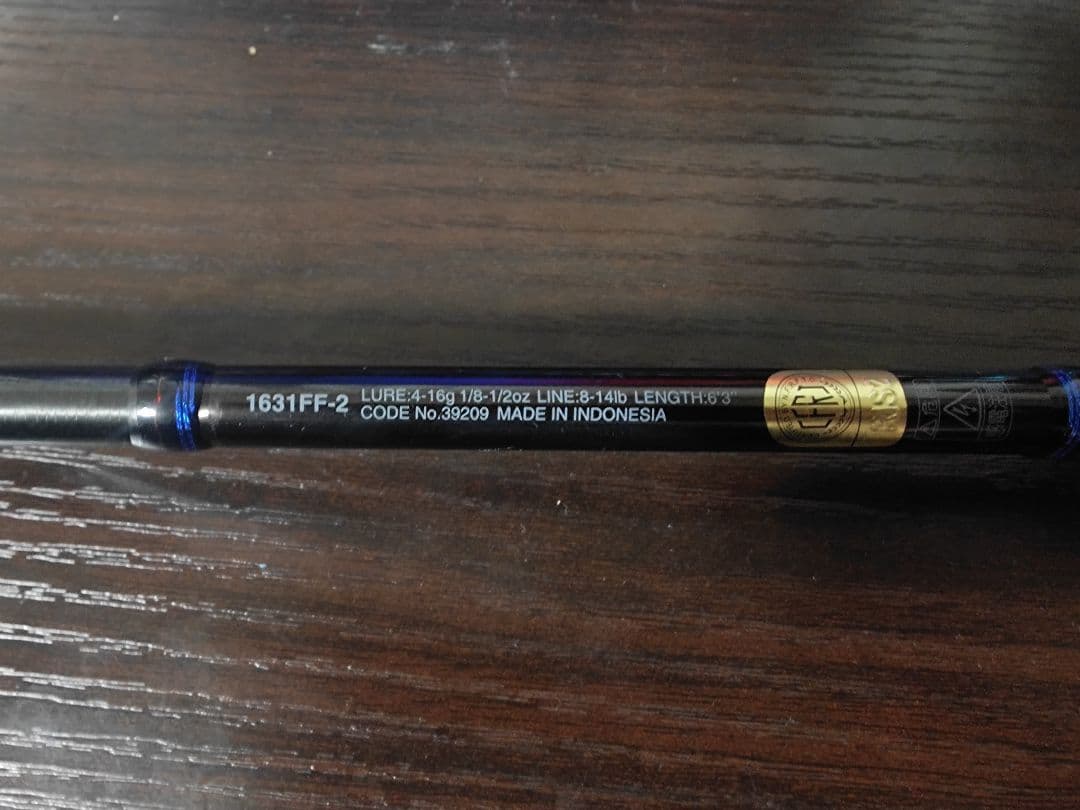 1631FF-2
LURE:4-16g 1/8-1/2oz LINE:8-14lb LENGTH:6'3"
CODE No.39209 MADE IN INDONESIA